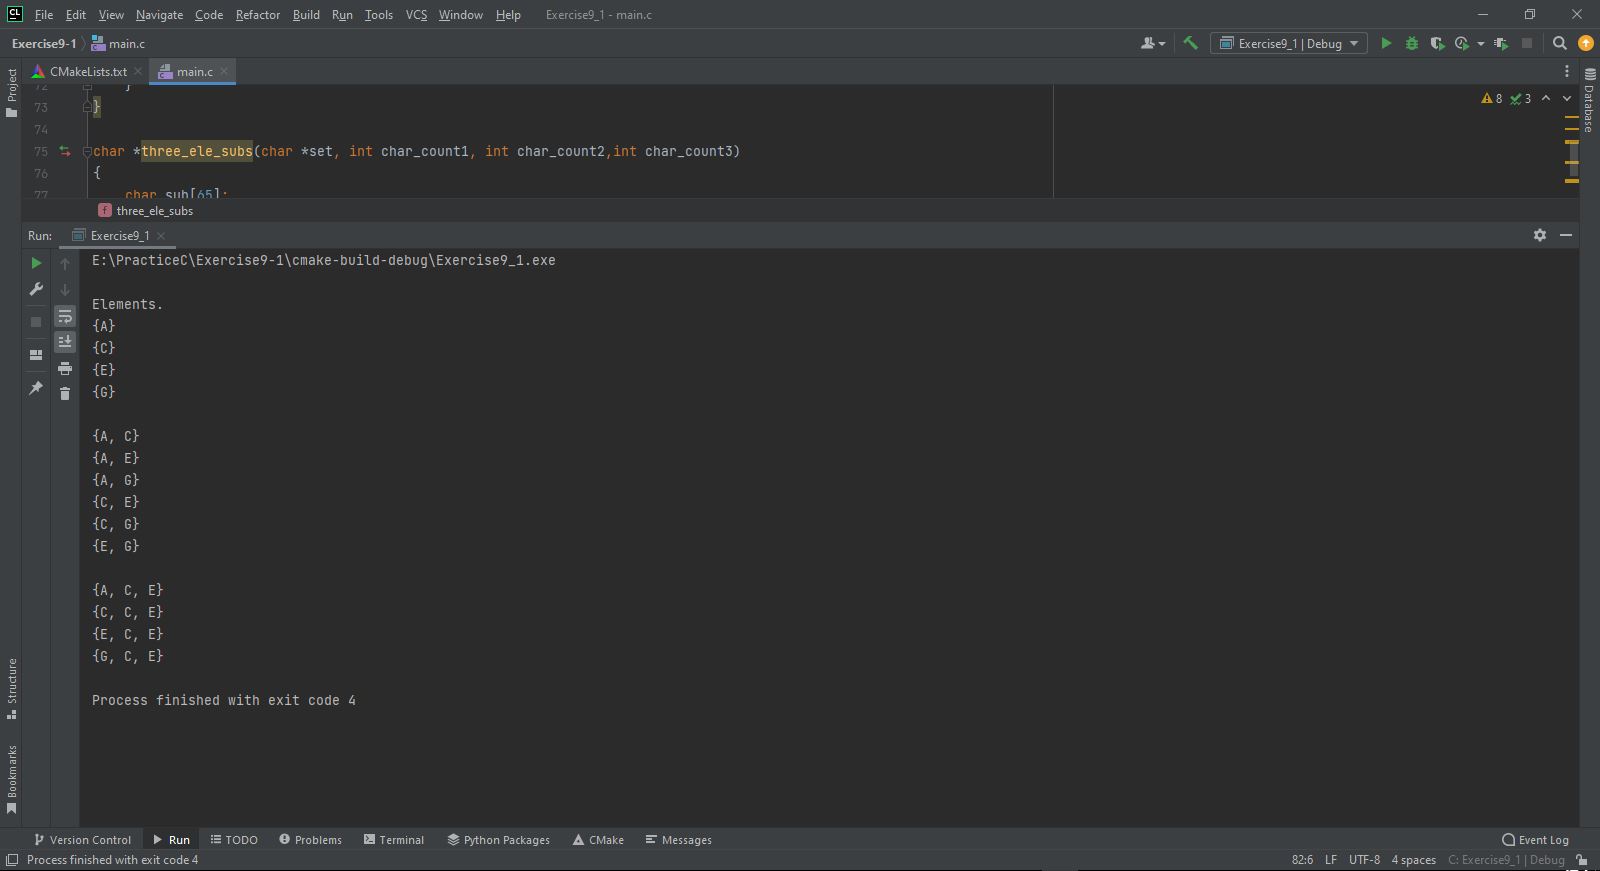 CL File Edit View Navigate Code Refactor Build Run Tools VCS Window Help Exercise9_1 - main.c
Exercise9-1 main.c Exercise9_1 | Debug
Project CMakeLists.txt main.c
72 }
8 3
73 }
74
75 char *three_ele_subs(char *set, int char_count1, int char_count2,int char_count3)
76 {
77 char sub[65];
Database
f three_ele_subs
Run: Exercise9_1
E:\PracticeC\Exercise9-1\cmake-build-debug\Exercise9_1.exe
Elements.
{A}
{C}
{E}
{G}
{A, C}
{A, E}
{A, G}
{C, E}
{C, G}
{E, G}
{A, C, E}
{C, C, E}
{E, C, E}
{G, C, E}
Process finished with exit code 4
Structure
Bookmarks
Version Control Run TODO Problems Terminal Python Packages CMake Messages Event Log
Process finished with exit code 4 82:6 LF UTF-8 4 spaces C: Exercise9_1 | Debug